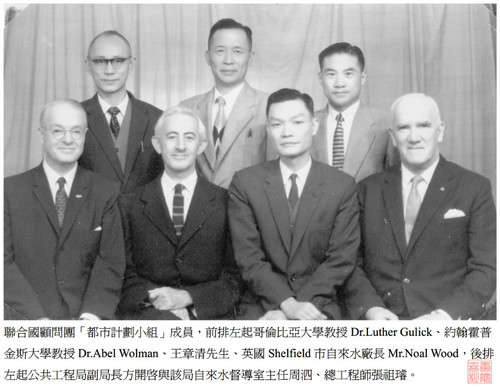 聯合國顧問團「都市計劃小組」成員，前排左起哥倫比亞大學教授 Dr.Luther Gulick、約翰霍普
金斯大學教授 Dr.Abel Wolman、王章清先生、英國 Shelfield 市自來水廠長 Mr.Noal Wood，後排
左起公共工程局副局長方開啓與該局自來水督導室主任周泗、總工程師張祖璿。